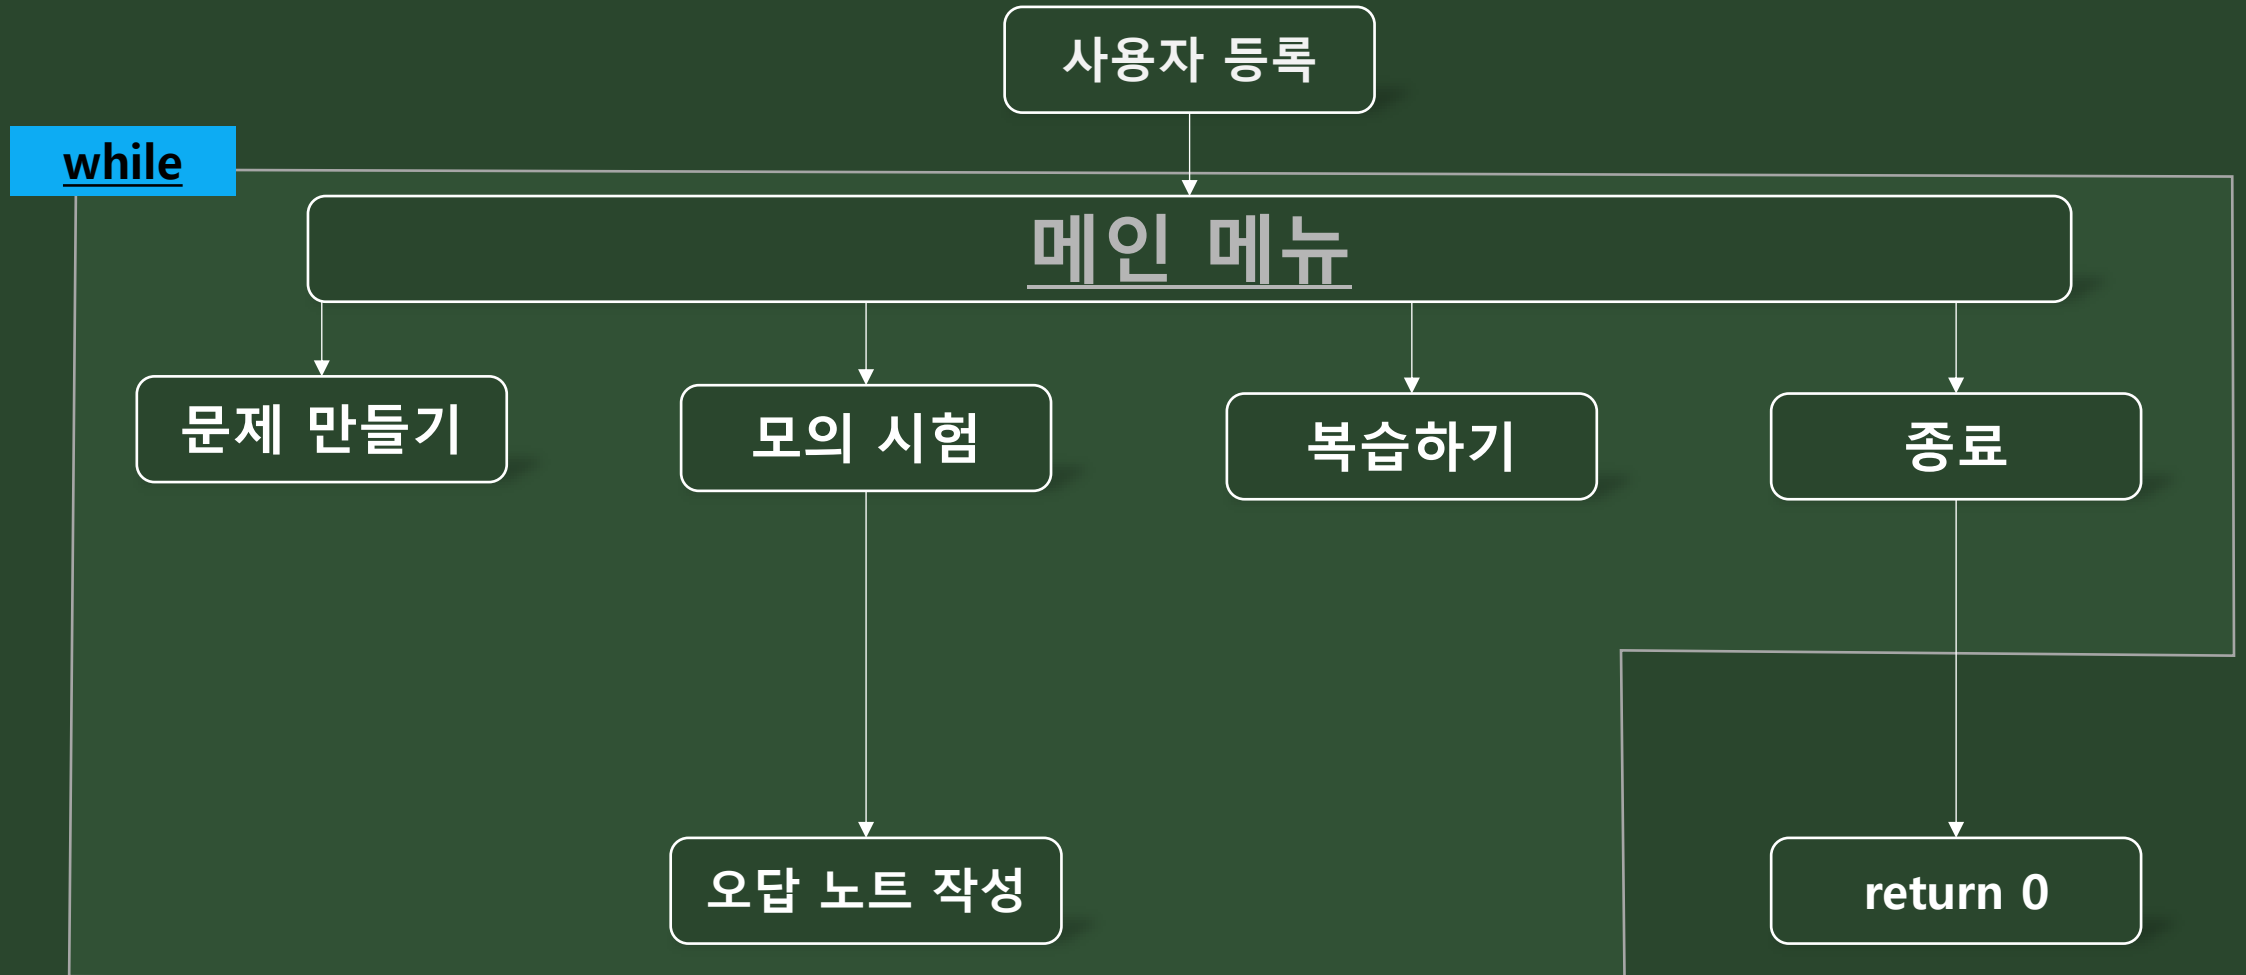 사용자 등록
while
메인 메뉴
문제 만들기
모의 시험
복습하기
종료
오답 노트 작성
return 0